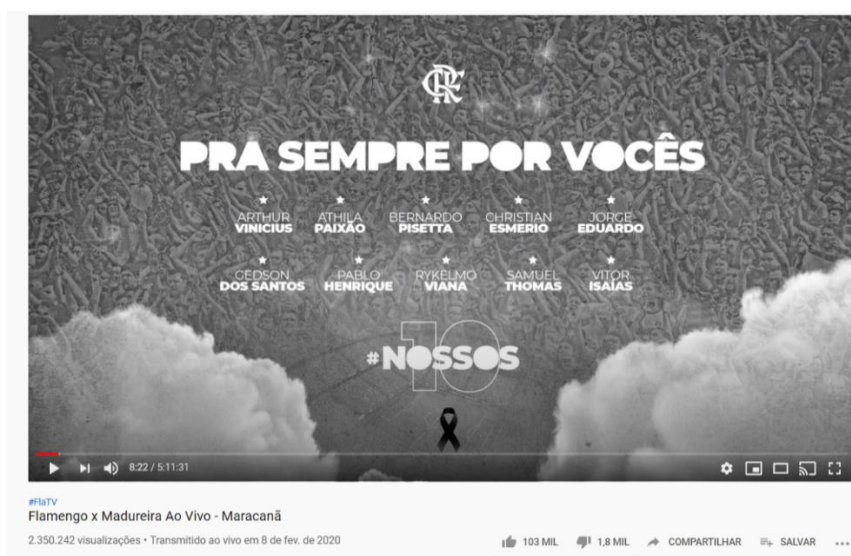 PRA SEMPRE POR VOCÊS
ARTHUR VINICIUS
ATHILA PAIXÃO
BERNARDO PISETTA
CHRISTIAN ESMERIO
JORGE EDUARDO
GEDSON DOS SANTOS
PABLO HENRIQUE
RYKELMO VIANA
SAMUEL THOMAS
VITOR ISAÍAS
#NOSSOS
10
8:22 / 5:11:31
#FlaTV
Flamengo x Madureira Ao Vivo - Maracanã
2.350.242 visualizações • Transmitido ao vivo em 8 de fev. de 2020
103 MIL 1,8 MIL COMPARTILHAR SALVAR ...